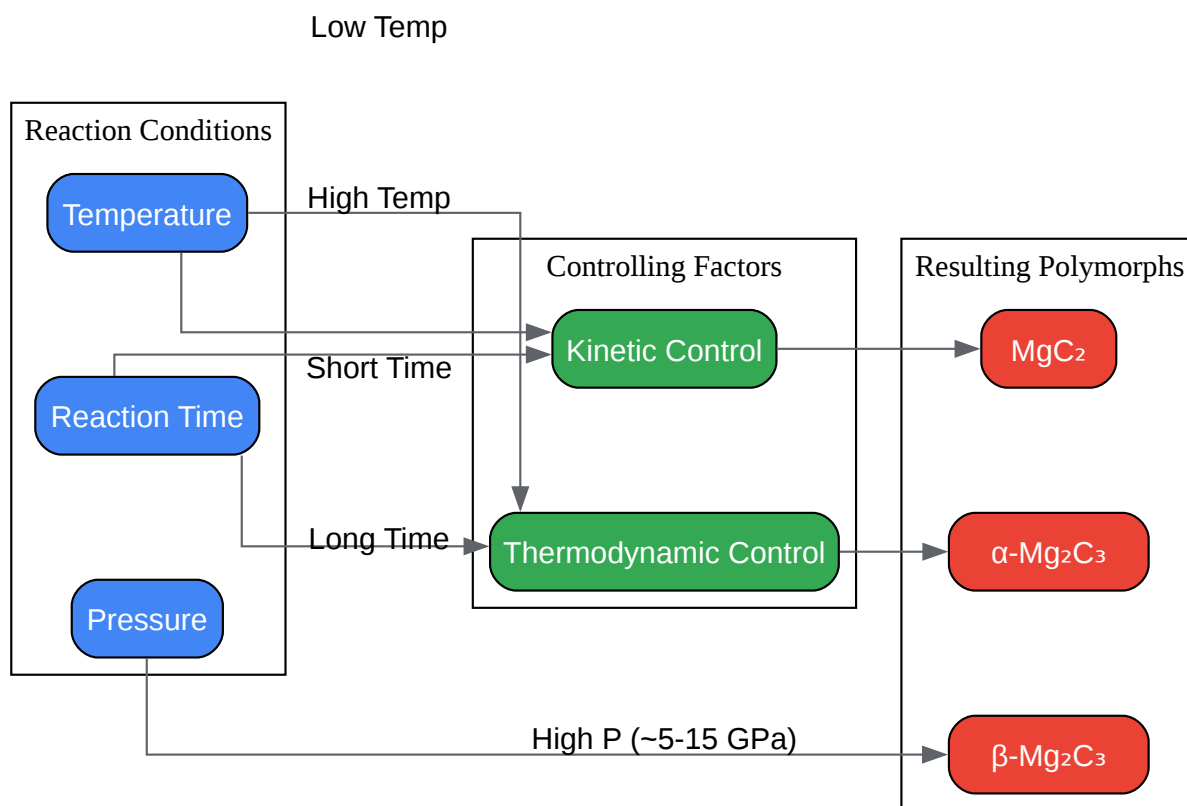 Low Temp
Reaction Conditions
Temperature
High Temp
Controlling Factors
Resulting Polymorphs
Kinetic Control
MgC₂
Short Time
Reaction Time
Long Time
Thermodynamic Control
α-Mg₂C₃
Pressure
High P (~5-15 GPa)
β-Mg₂C₃